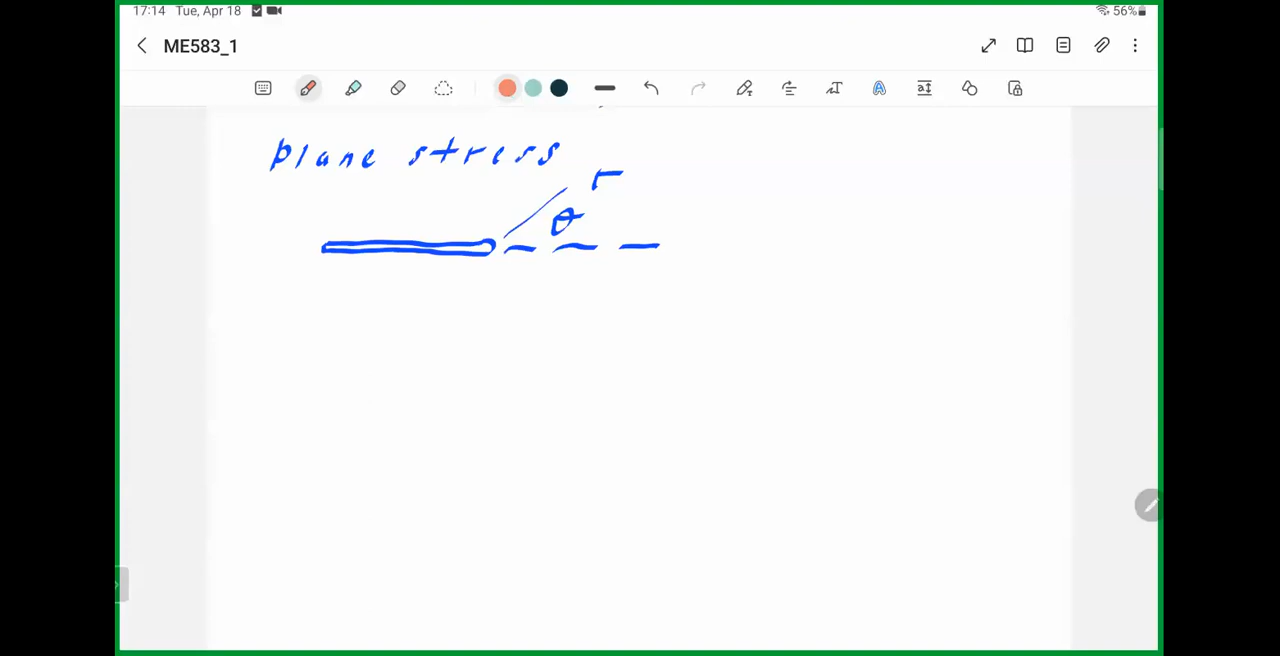 17:14 Tue, Apr 18 56%
ME583_1
plane stress
r
θ